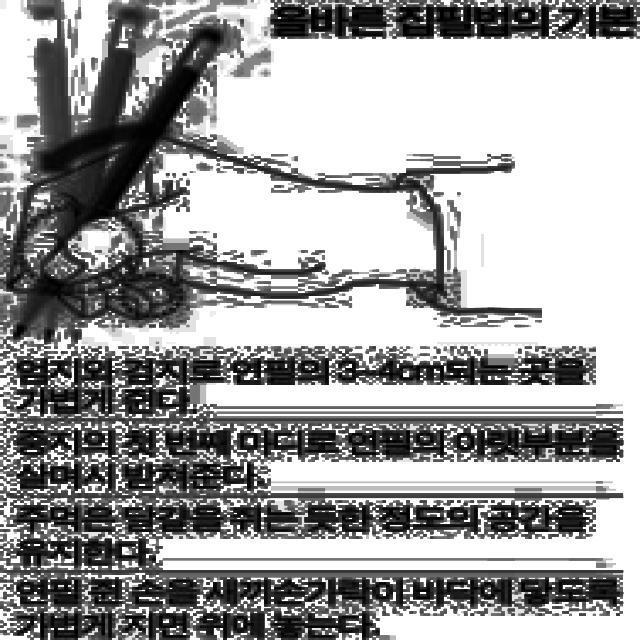 올바른 집필법의 기본
엄지와 검지로 연필의 3~4cm되는 곳을
가볍게 쥔다.
중지의 첫 번째 마디로 연필의 아랫부분을
살며시 받쳐준다.
주먹은 달걀을 쥐는 듯한 정도의 공간을
유지한다.
연필 쥔 손을 새끼손가락이 바닥에 닿도록
가볍게 지면 위에 놓는다.